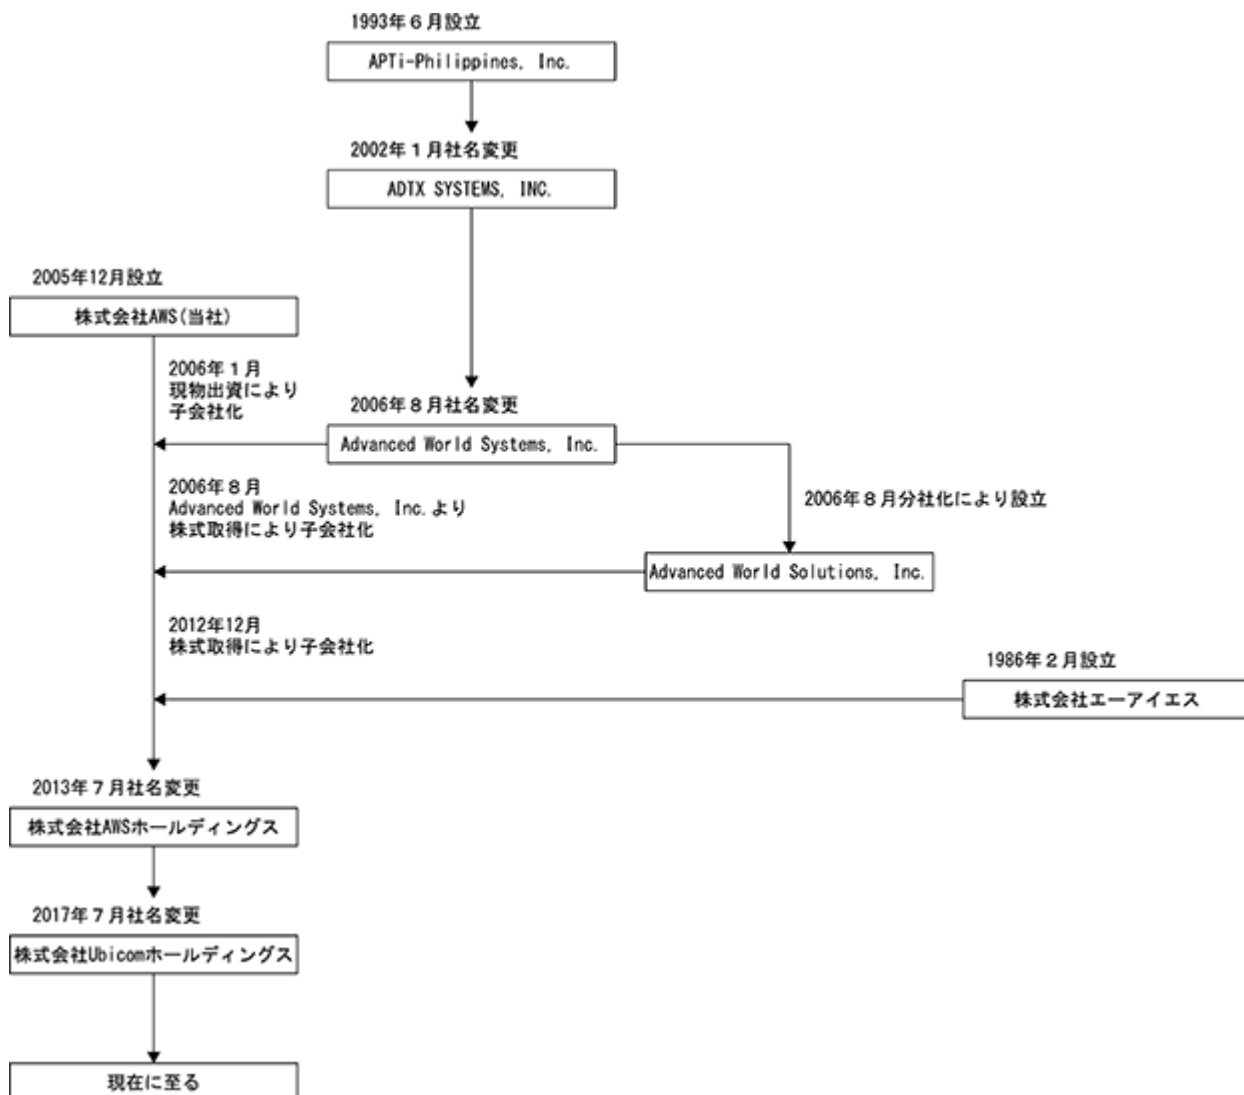 1993年６月設立
APTi-Philippines, Inc.
2002年１月社名変更
ADTX SYSTEMS, INC.
2005年12月設立
株式会社AWS(当社)
2006年１月
現物出資により
子会社化
2006年８月社名変更
Advanced World Systems, Inc.
2006年８月
Advanced World Systems, Inc.より
株式取得により子会社化
2006年８月分社化により設立
Advanced World Solutions, Inc.
2012年12月
株式取得により子会社化
1986年２月設立
株式会社エーアイエス
2013年７月社名変更
株式会社AWSホールディングス
2017年７月社名変更
株式会社Ubicomホールディングス
現在に至る